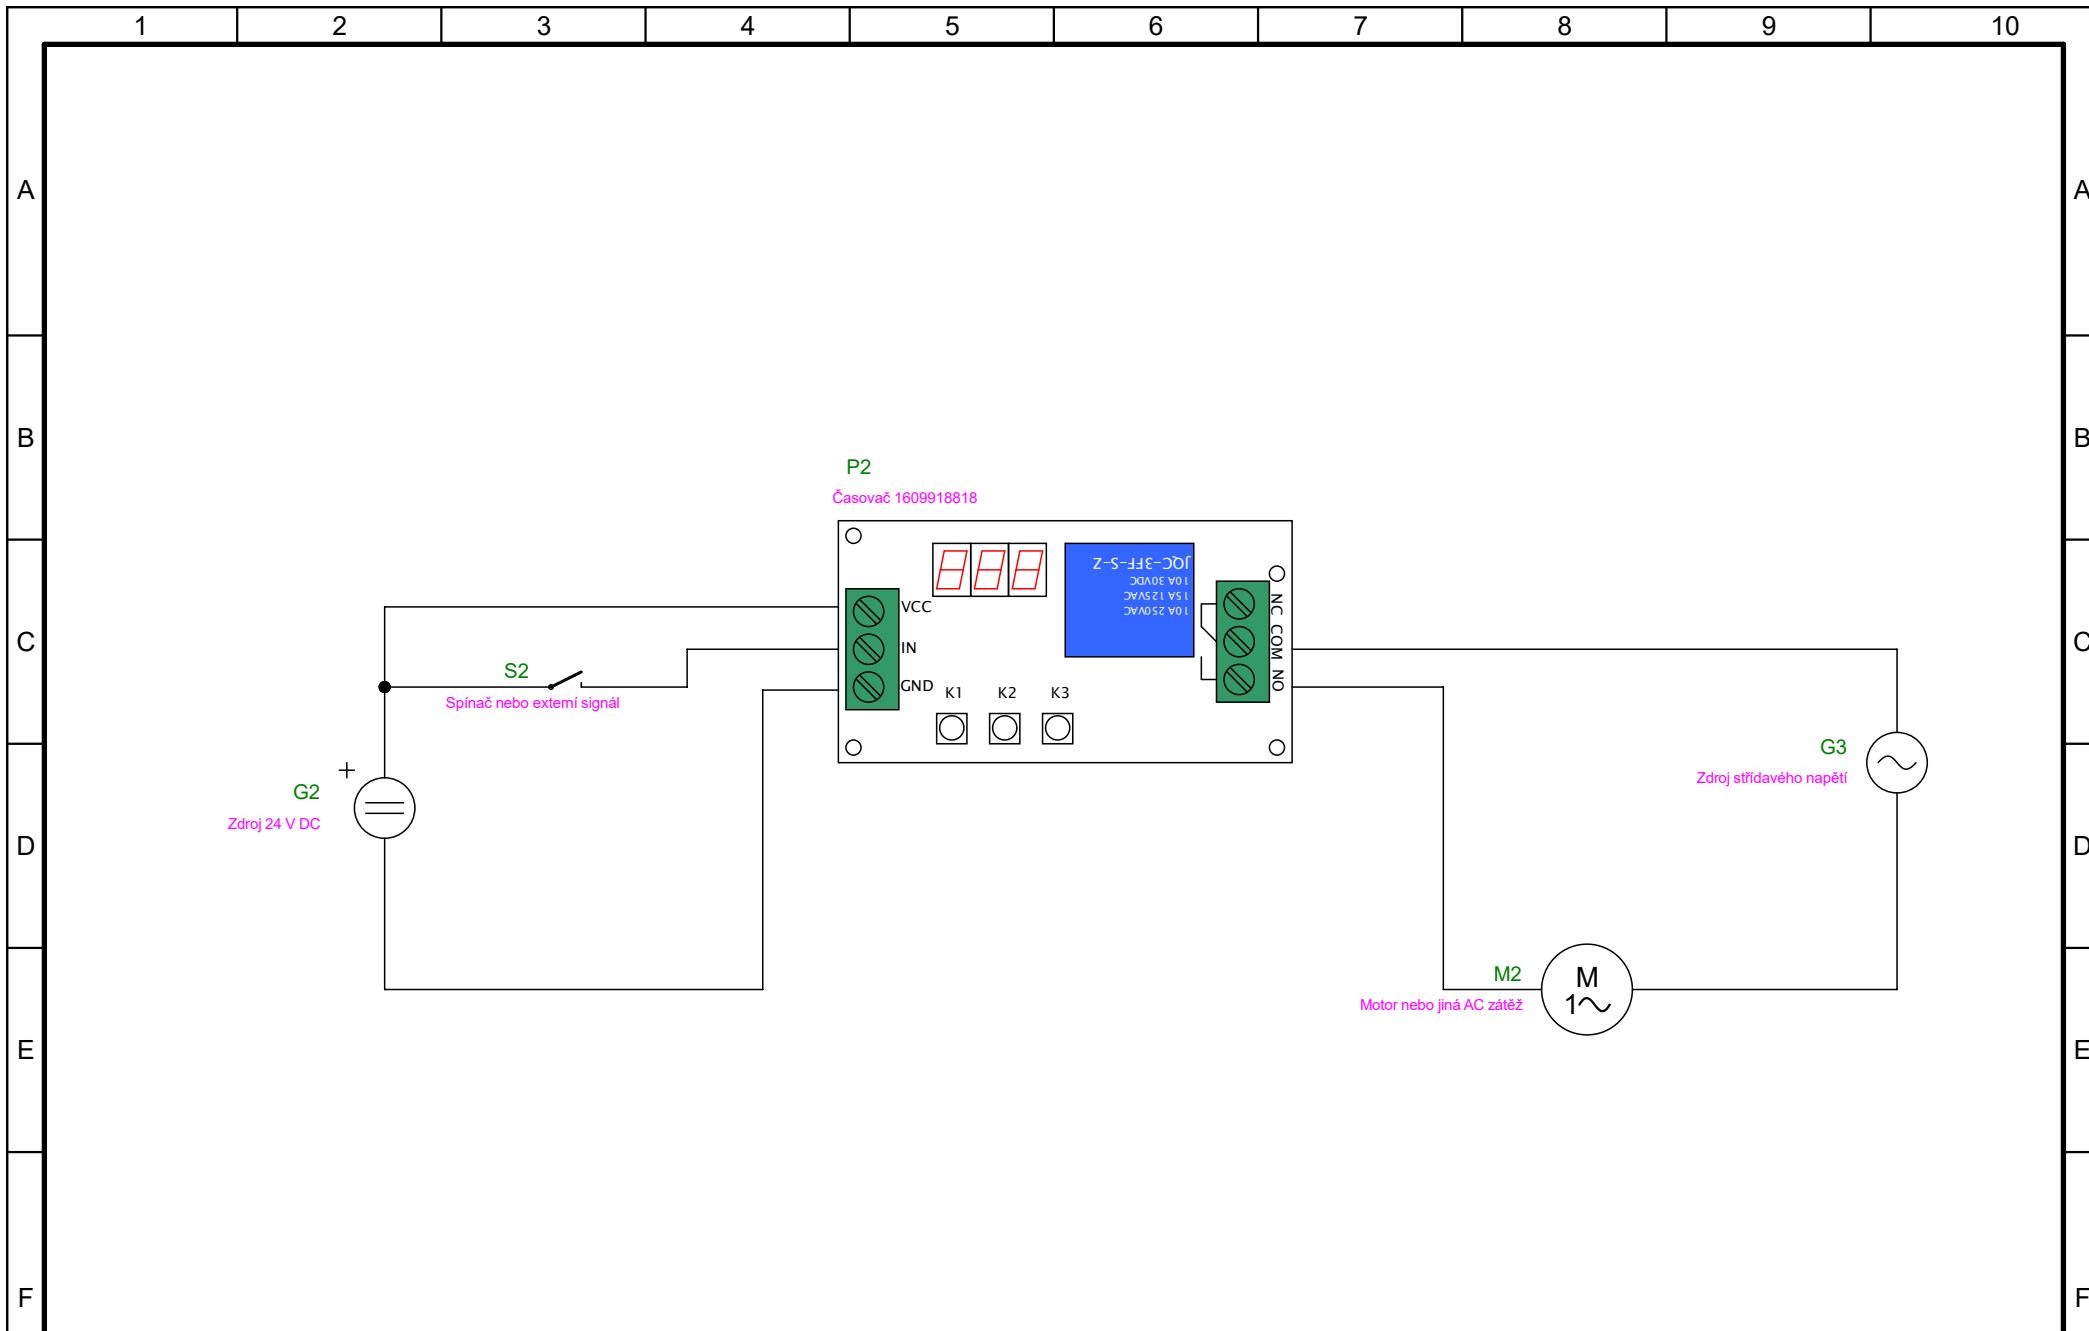 1 2 3 4 5 6 7 8 9 10
A A
B B
P2
Časovač 1609918818
JQC-3FF-S-Z
10A 30VDC
15A 125VAC
10A 250VAC
VCC
IN
GND
NC COM NO
K1 K2 K3
C C
S2
Spínač nebo externí signál
+
G2
Zdroj 24 V DC
G3
Zdroj střídavého napětí
D D
M2
Motor nebo jiná AC zátěž
M
1~
E E
F F